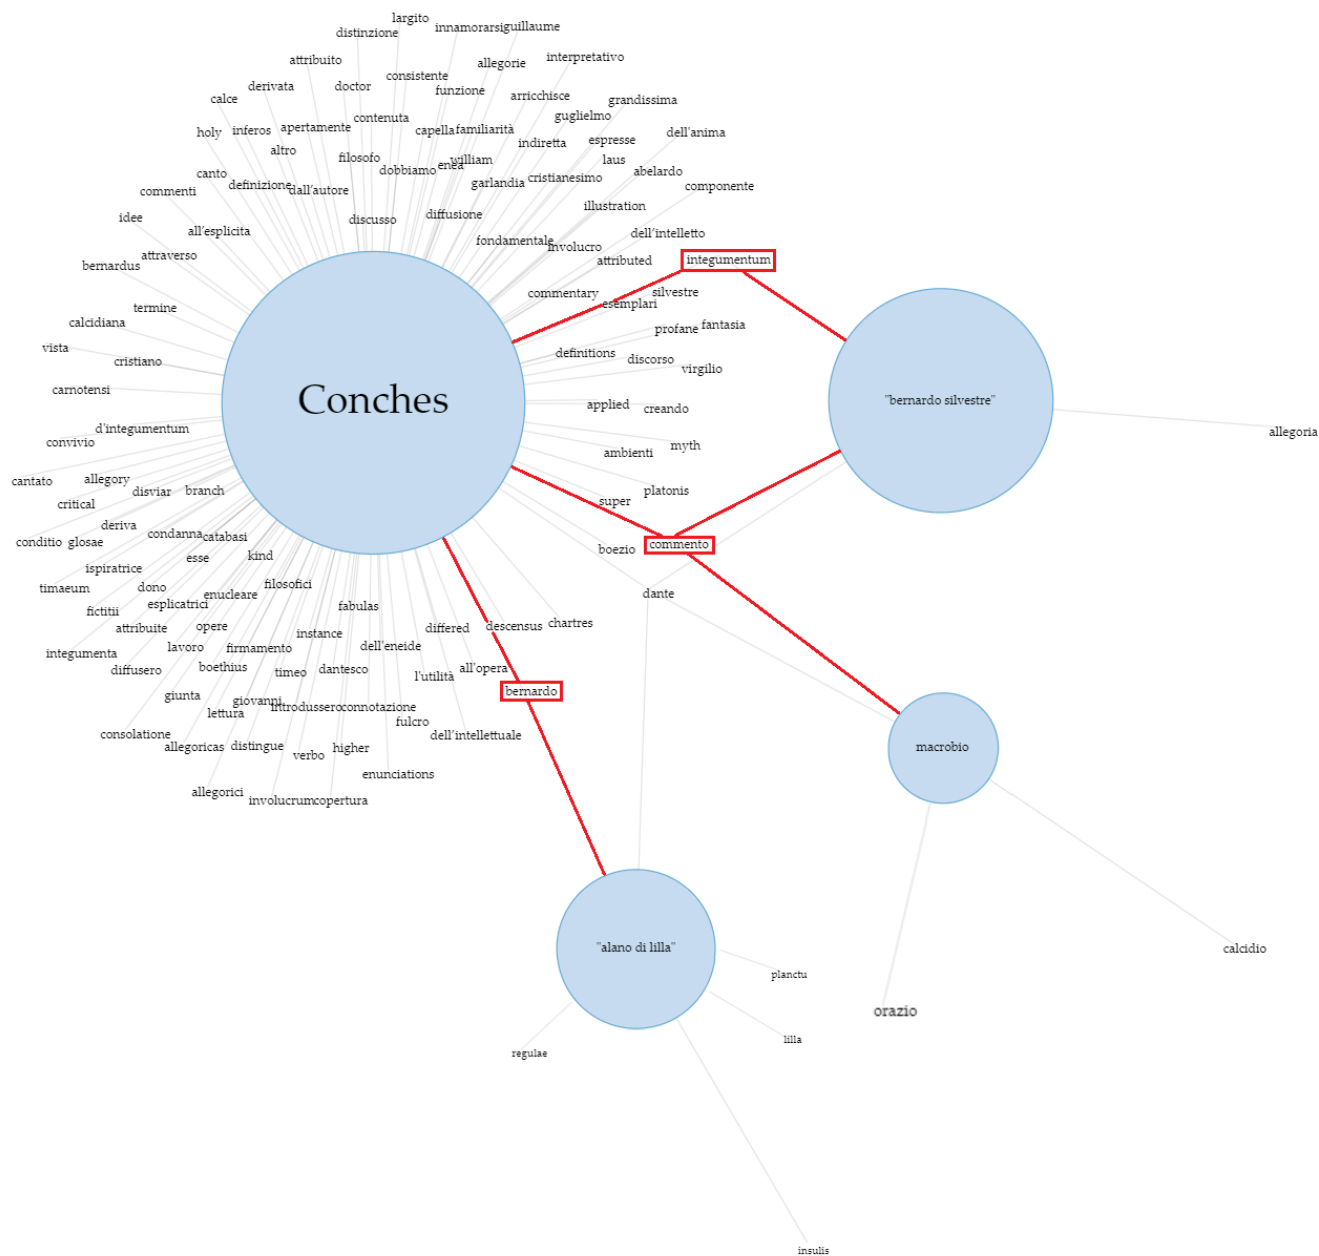 largito
distinzione
innamorarsi
guillaume
attribuito
allegorie
interpretativo
consistente
derivata
doctor
funzione
calce
arricchisce
grandissima
contenuta
guglielmo
holy
inferos
apertamente
capella
familiarità
dell'anima
altro
indiretta
espresse
filosofo
dobbiamo
enea
william
laus
canto
definizione
dall'autore
garlandia
cristianesimo
abelardo
commenti
componente
idee
discusso
diffusione
illustration
all'esplicita
dell'intelletto
fondamentale
involucro
attraverso
attributed
integumentum
bernardus
commentary
silvestre
termine
esemplari
calcidiana
profane
fantasia
vista
cristiano
definitions
discorso
virgilio
carnotensi
Conches
"bernardo silvestre"
applied
creando
d'integumentum
allegoria
convivio
myth
ambienti
cantato
allegory
disviar
branch
platonis
critical
super
deriva
condanna
catabasi
conditio
glosae
boezio
commento
esse
kind
ispiratrice
timaeum
dono
filosofici
enucleare
dante
fictitii
esplicatrici
fabulas
attribuite
opere
instance
differed
descensus
chartres
integumenta
lavoro
firmamento
dell'eneide
diffusero
boethius
timeo
dantesco
l'utilità
all'opera
giunta
giovanni
bernardo
lettura
introdussero
connotazione
fulcro
consolatione
allegoricas
distingue
verbo
higher
dell'intellettuale
macrobio
enunciations
allegorici
involucrum
copertura
"alano di lilla"
calcidio
planctu
orazio
lilla
regulae
insulis